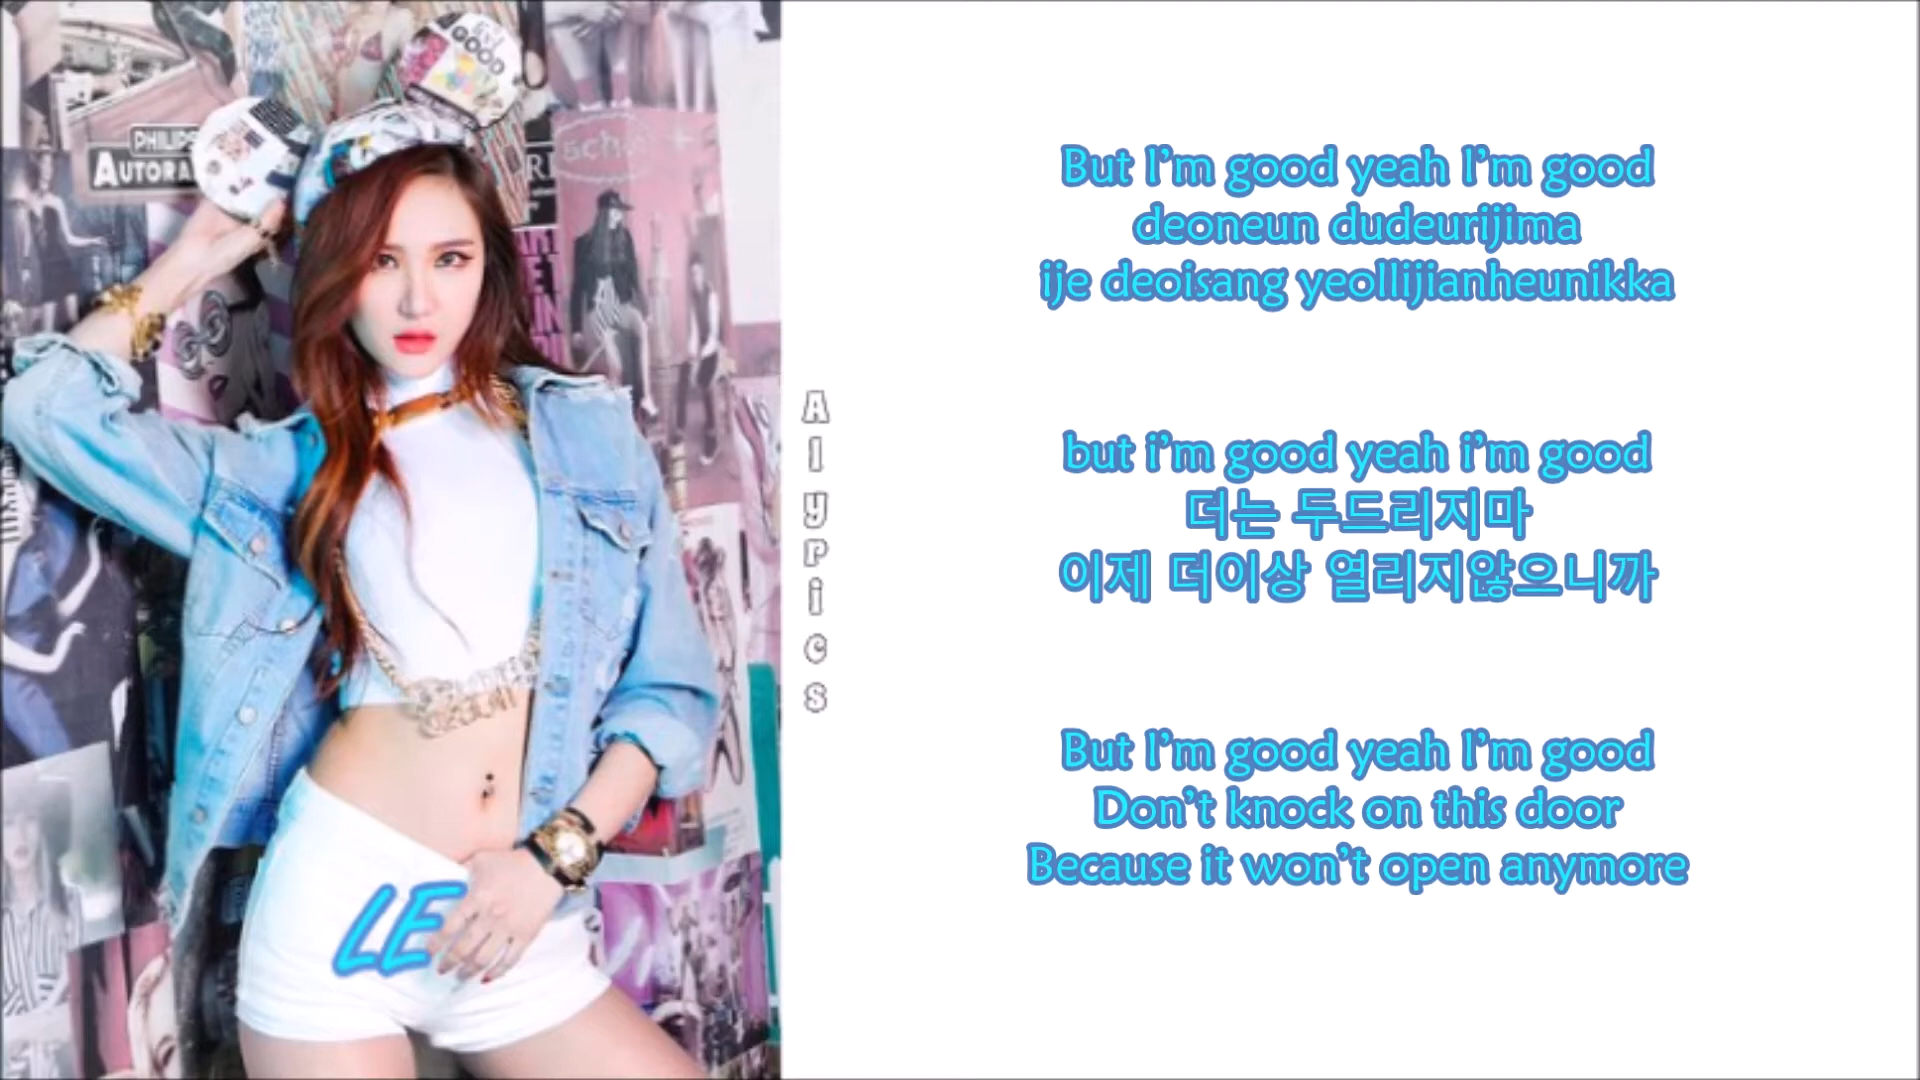 feel
GOOD
PHILIPS
AUTORA
LE
A
l
y
r
i
c
s
But I'm good yeah I'm good
deoneun dudeurijima
ije deoisang yeollijianheunikka
but i'm good yeah i'm good
더는 두드리지마
이제 더이상 열리지않으니까
But I'm good yeah I'm good
Don't knock on this door
Because it won't open anymore